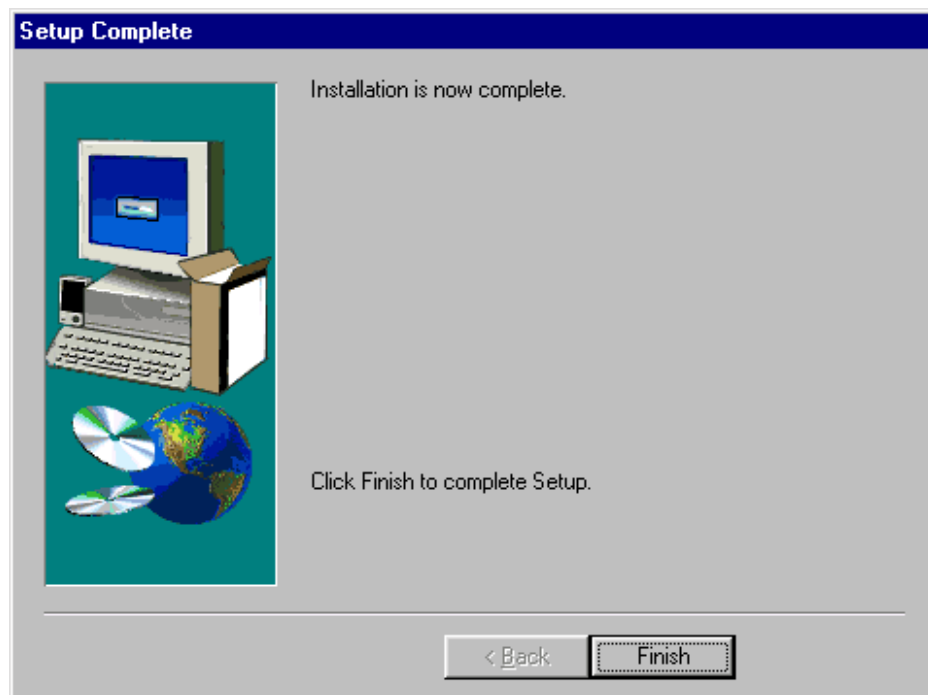 Setup Complete
Installation is now complete.
Click Finish to complete Setup.
< Back
Finish